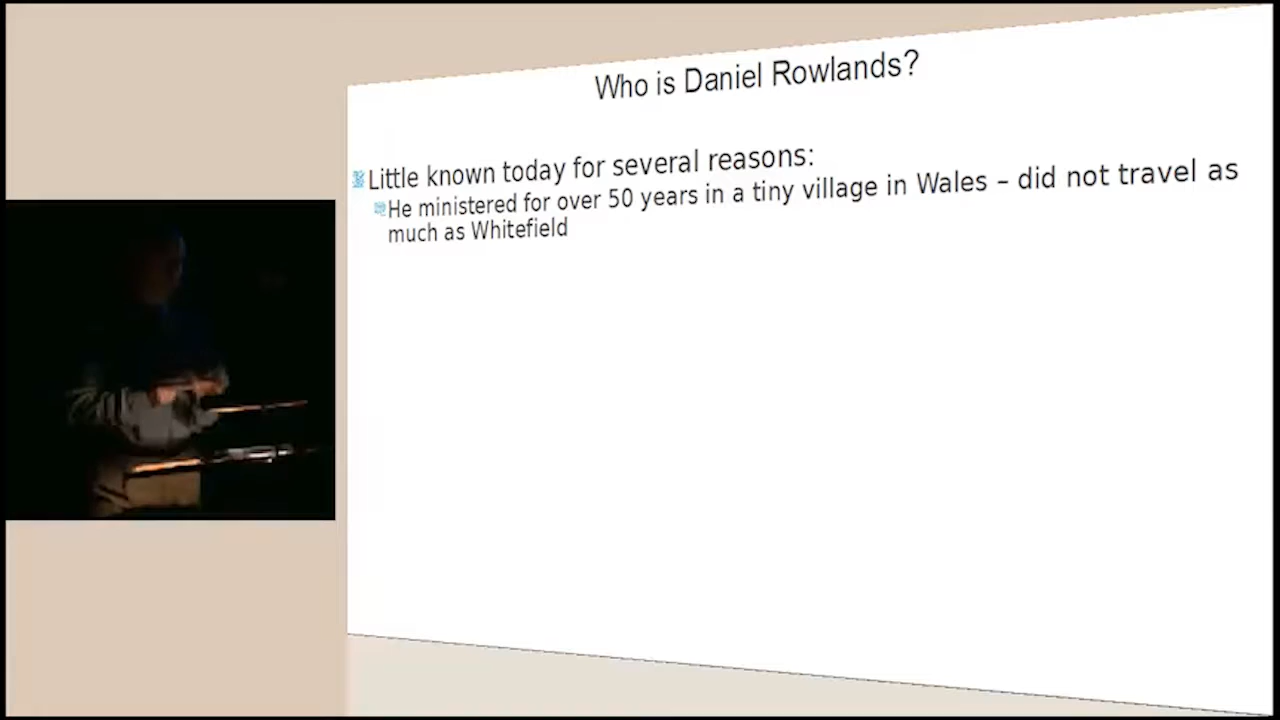 Who is Daniel Rowlands?
Little known today for several reasons:
He ministered for over 50 years in a tiny village in Wales – did not travel as
much as Whitefield